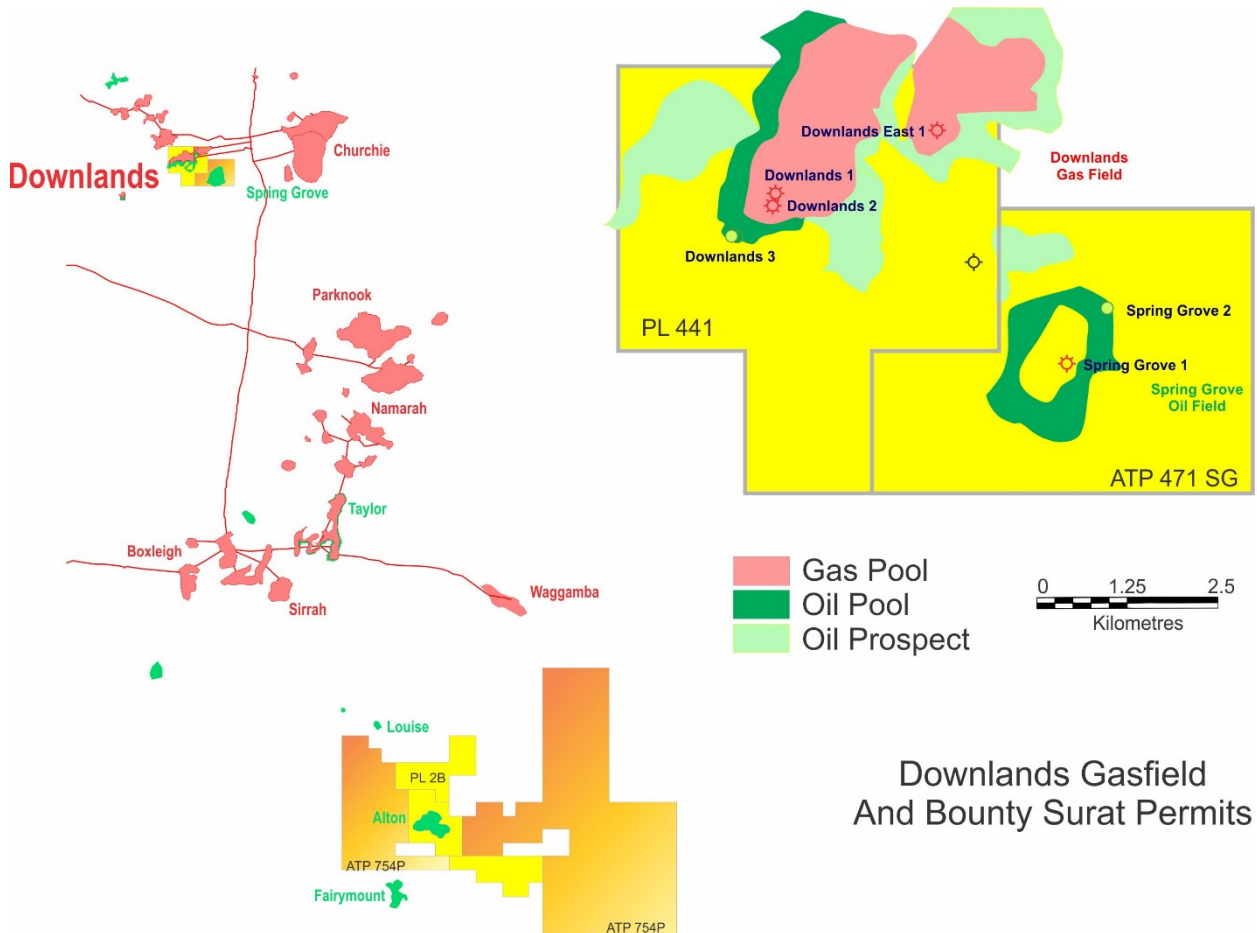 Downlands
Churchie
Spring Grove
Parknook
Namarah
Taylor
Boxleigh
Sirrah
Waggamba
Louise
PL 2B
Alton
ATP 754P
Fairymount
ATP 754P
Downlands East 1
Downlands
Gas Field
Downlands 1
Downlands 2
Downlands 3
PL 441
Spring Grove 2
Spring Grove 1
Spring Grove
Oil Field
ATP 471 SG
Gas Pool
Oil Pool
Oil Prospect
0 1.25 2.5
Kilometres
Downlands Gasfield
And Bounty Surat Permits